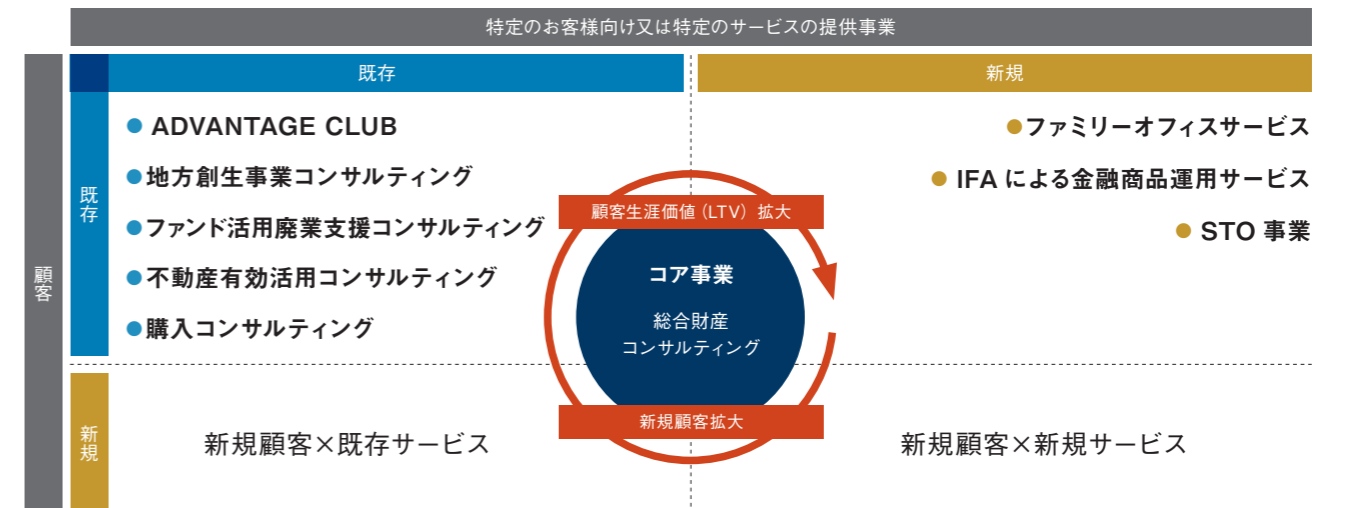 特定のお客様向け又は特定のサービスの提供事業
既存
新規
顧客
既存
● ADVANTAGE CLUB
●地方創生事業コンサルティング
●ファンド活用廃業支援コンサルティング
●不動産有効活用コンサルティング
●購入コンサルティング
●ファミリーオフィスサービス
● IFA による金融商品運用サービス
● STO 事業
顧客生涯価値（LTV）拡大
コア事業
総合財産
コンサルティング
新規顧客拡大
新規
新規顧客×既存サービス
新規顧客×新規サービス